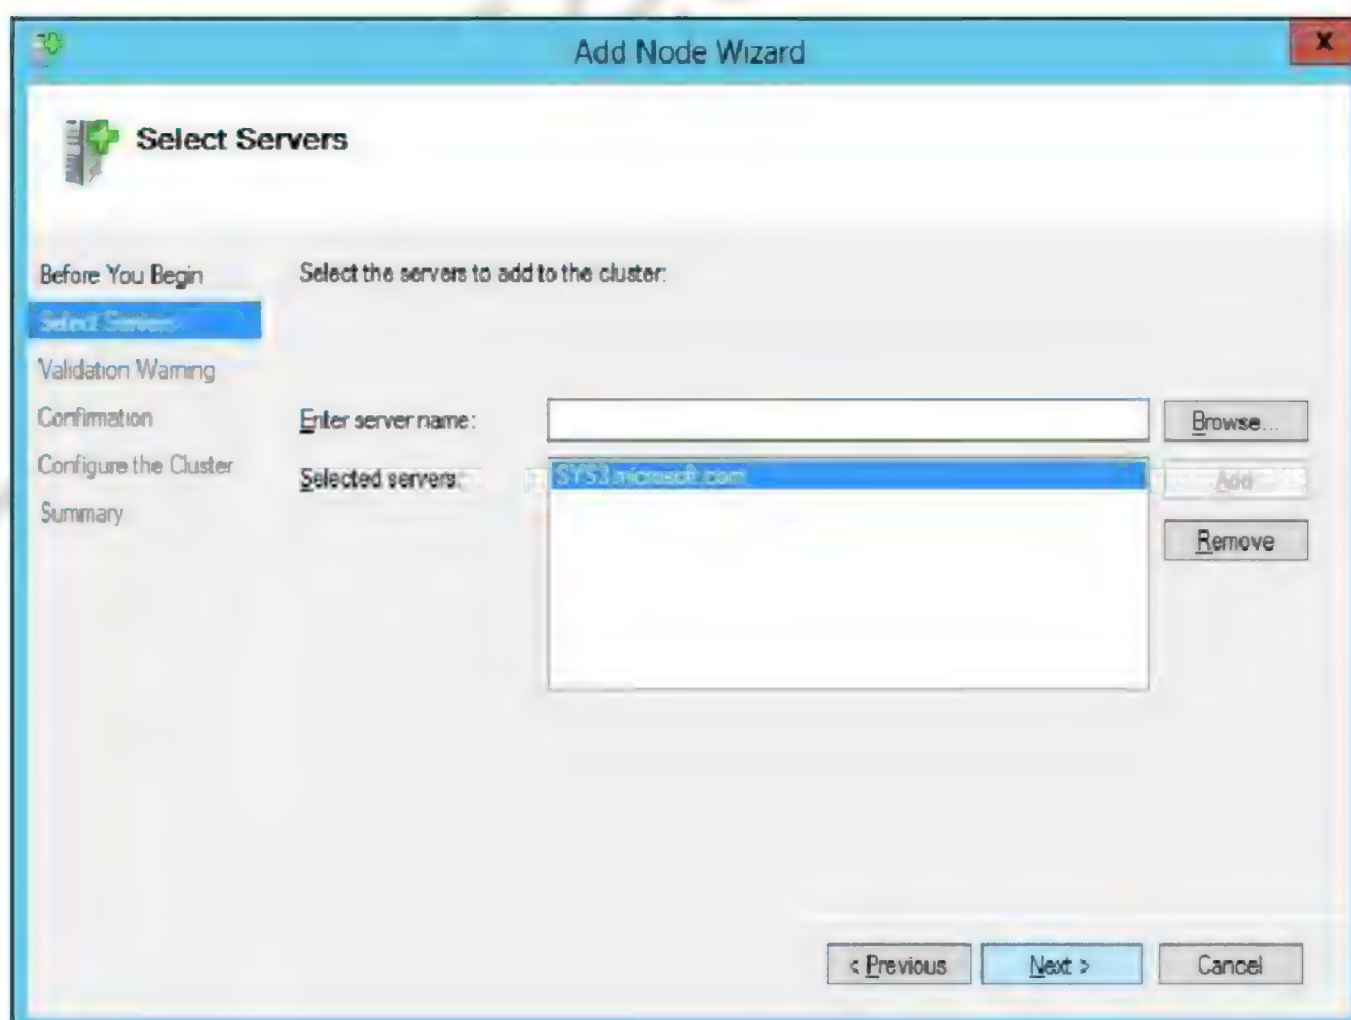 Add Node Wizard
X
Select Servers
Before You Begin
Select Servers
Validation Warning
Confirmation
Configure the Cluster
Summary
Select the servers to add to the cluster:
Enter server name:
Browse...
Selected servers:
SYS3.microsoft.com
Add
Remove
< Previous
Next >
Cancel